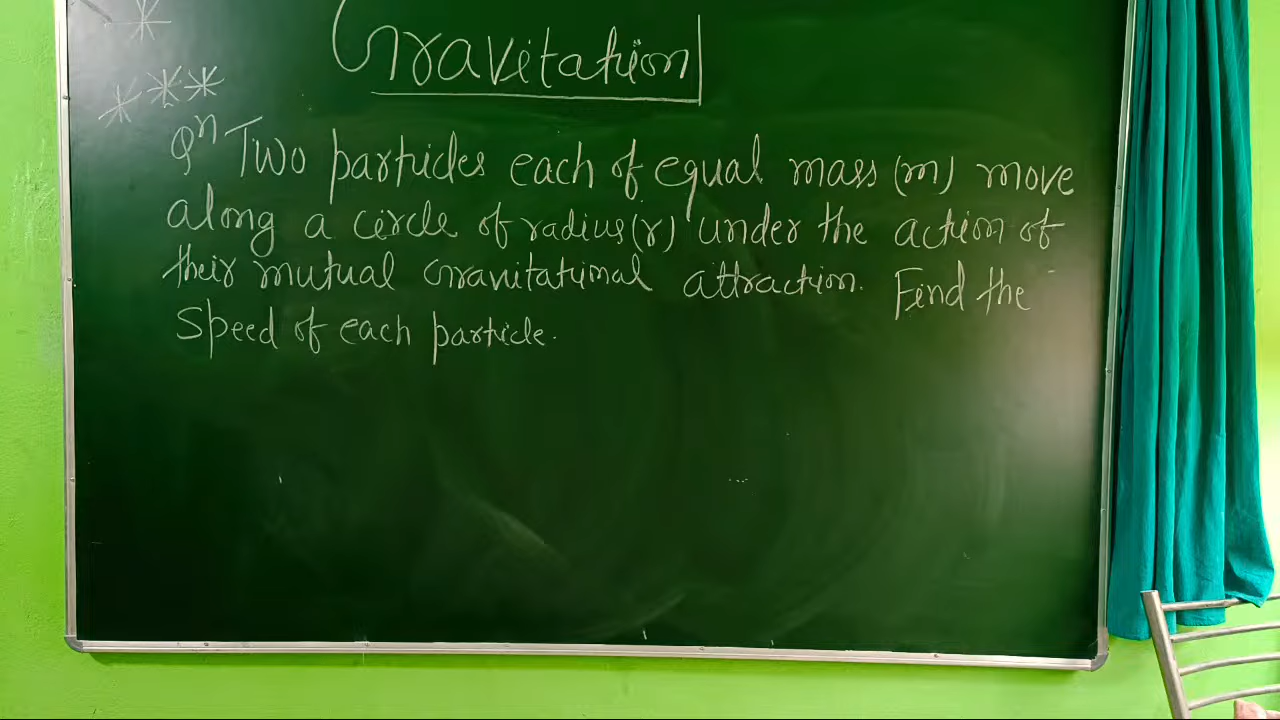 Gravitation
Qn Two particles each of equal mass (m) move
along a circle of radius(r) under the action of
their mutual Gravitational attraction. Find the
Speed of each particle.